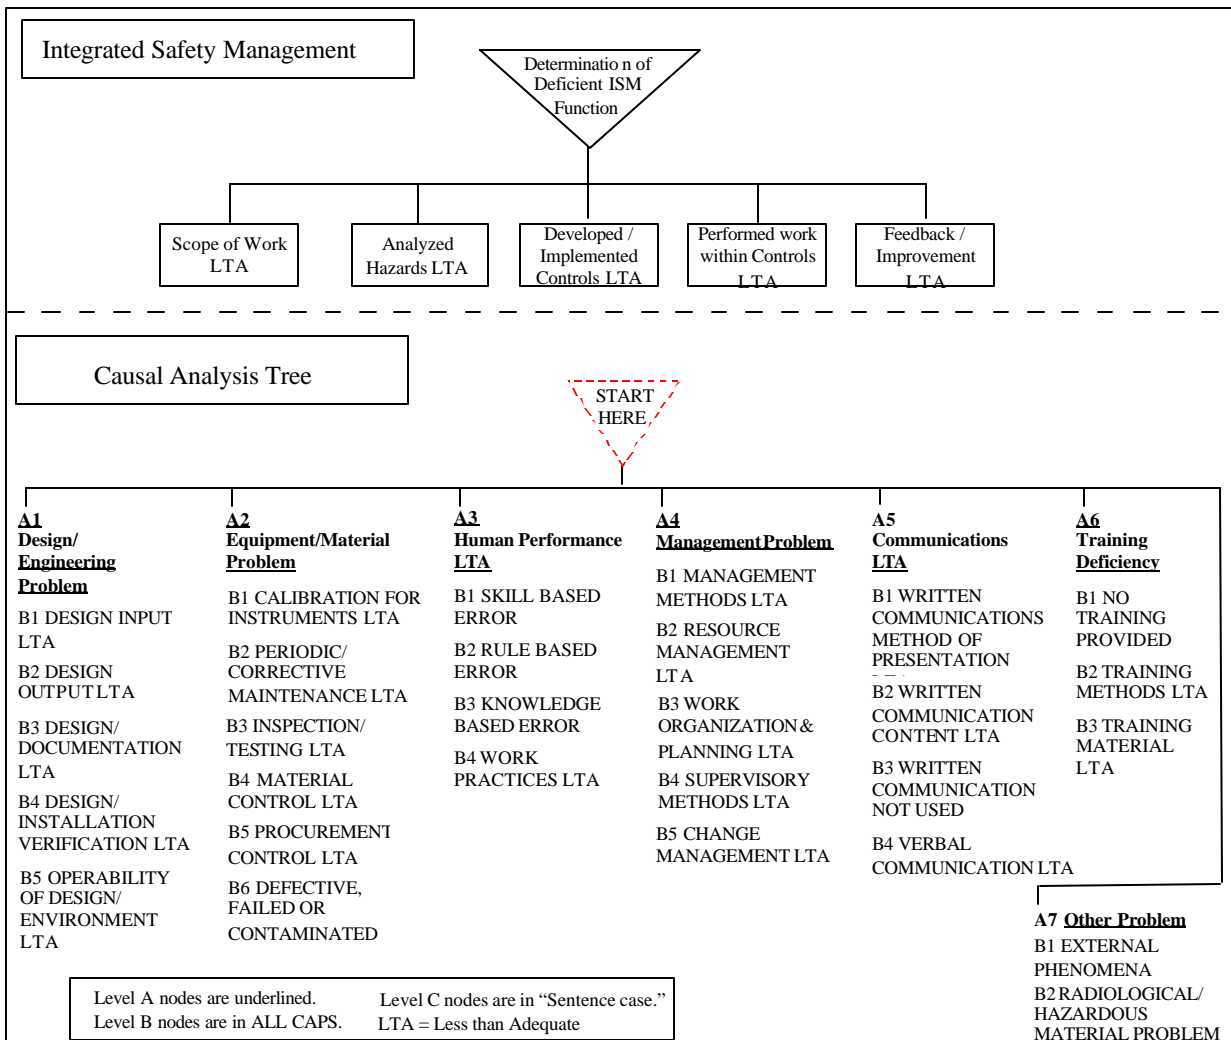 Integrated Safety Management
Determinatio n of
Deficient ISM
Function
Scope of Work
LTA
Analyzed
Hazards LTA
Developed /
Implemented
Controls LTA
Performed work
within Controls
LTA
Feedback /
Improvement
LTA
Causal Analysis Tree
START
HERE
A1
Design/
Engineering
Problem
B1 DESIGN INPUT
LTA
B2 DESIGN
OUTPUT LTA
B3 DESIGN/
DOCUMENTATION
LTA
B4 DESIGN/
INSTALLATION
VERIFICATION LTA
B5 OPERABILITY
OF DESIGN/
ENVIRONMENT
LTA
A2
Equipment/Material
Problem
B1 CALIBRATION FOR
INSTRUMENTS LTA
B2 PERIODIC/
CORRECTIVE
MAINTENANCE LTA
B3 INSPECTION/
TESTING LTA
B4 MATERIAL
CONTROL LTA
B5 PROCUREMENT
CONTROL LTA
B6 DEFECTIVE,
FAILED OR
CONTAMINATED
A3
Human Performance
LTA
B1 SKILL BASED
ERROR
B2 RULE BASED
ERROR
B3 KNOWLEDGE
BASED ERROR
B4 WORK
PRACTICES LTA
A4
Management Problem
B1 MANAGEMENT
METHODS LTA
B2 RESOURCE
MANAGEMENT
LTA
B3 WORK
ORGANIZATION &
PLANNING LTA
B4 SUPERVISORY
METHODS LTA
B5 CHANGE
MANAGEMENT LTA
A5
Communications
LTA
B1 WRITTEN
COMMUNICATIONS
METHOD OF
PRESENTATION
B2 WRITTEN
COMMUNICATION
CONTENT LTA
B3 WRITTEN
COMMUNICATION
NOT USED
B4 VERBAL
COMMUNICATION LTA
A6
Training
Deficiency
B1 NO
TRAINING
PROVIDED
B2 TRAINING
METHODS LTA
B3 TRAINING
MATERIAL
LTA
A7 Other Problem
B1 EXTERNAL
PHENOMENA
B2 RADIOLOGICAL/
HAZARDOUS
MATERIAL PROBLEM
Level A nodes are underlined.
Level B nodes are in ALL CAPS.
Level C nodes are in “Sentence case.”
LTA = Less than Adequate